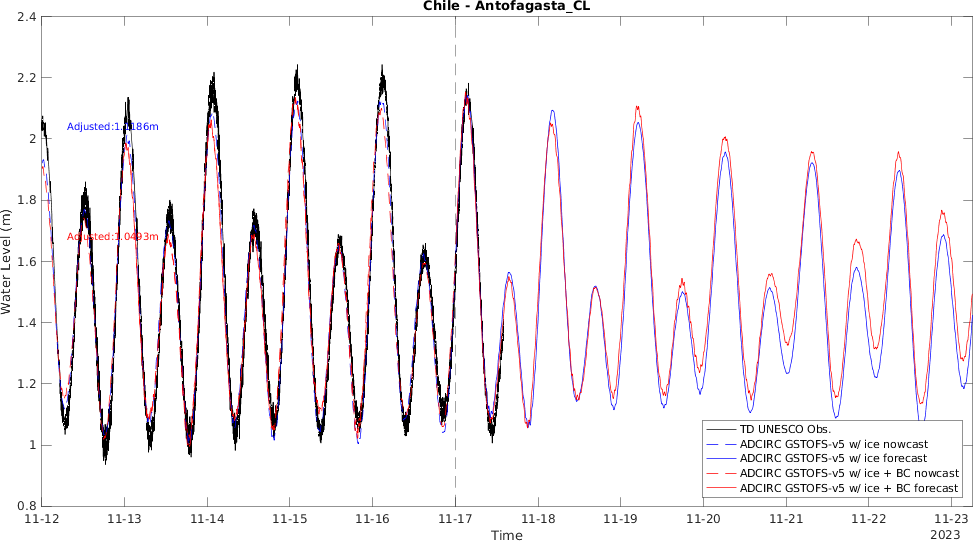 Chile - Antofagasta_CL
2.4
2.2
2
1.8
1.6
1.4
1.2
1
0.8
Water Level (m)
Adjusted:1.
Adjusted:1.0493m
TD UNESCO Obs.
ADCIRC GSTOFS-v5 w/ ice nowcast
ADCIRC GSTOFS-v5 w/ ice forecast
ADCIRC GSTOFS-v5 w/ ice + BC nowcast
ADCIRC GSTOFS-v5 w/ ice + BC forecast
11-12 11-13 11-14 11-15 11-16 11-17 11-18 11-19 11-20 11-21 11-22 11-23
Time
2023